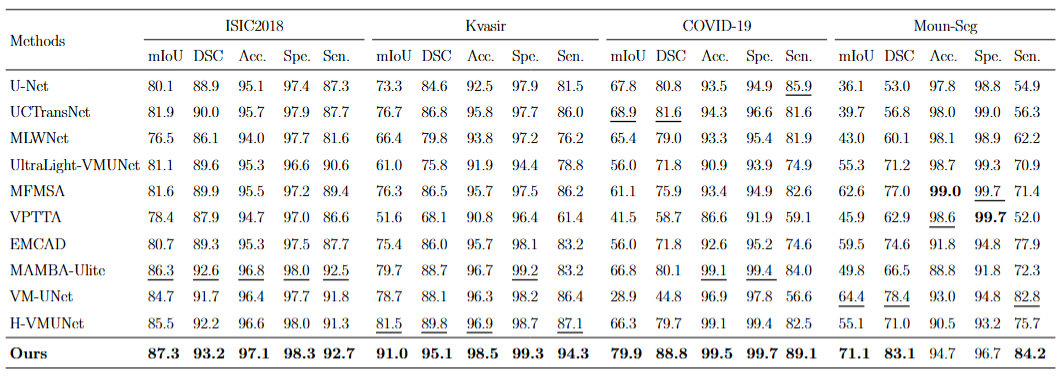 ISIC2018 Kvasir COVID-19 Moun-Seg
Methods
mIoU DSC Acc. Spe. Sen. mIoU DSC Acc. Spe. Sen. mIoU DSC Acc. Spe. Sen. mIoU DSC Acc. Spe. Sen.
U-Net 80.1 88.9 95.1 97.4 87.3 73.3 84.6 92.5 97.9 81.5 67.8 80.8 93.5 94.9 85.9 36.1 53.0 97.8 98.8 54.9
UCTransNet 81.9 90.0 95.7 97.9 87.7 76.7 86.8 95.8 97.7 86.0 68.9 81.6 94.3 96.6 81.6 39.7 56.8 98.0 99.0 56.3
MLWNet 76.5 86.1 94.0 97.7 81.6 66.4 79.8 93.8 97.2 76.2 65.4 79.0 93.3 95.4 81.9 43.0 60.1 98.1 98.9 62.2
UltraLight-VMUNet 81.1 89.6 95.3 96.6 90.6 61.0 75.8 91.9 94.4 78.8 56.0 71.8 90.9 93.9 74.9 55.3 71.2 98.7 99.3 70.9
MFMSA 81.6 89.9 95.5 97.2 89.4 76.3 86.5 95.7 97.5 86.2 61.1 75.9 93.4 94.9 82.6 62.6 77.0 99.0 99.7 71.4
VPTTA 78.4 87.9 94.7 97.0 86.6 51.6 68.1 90.8 96.4 61.4 41.5 58.7 86.6 91.9 59.1 45.9 62.9 98.6 99.7 52.0
EMCAD 80.7 89.3 95.3 97.5 87.7 75.4 86.0 95.7 98.1 83.2 56.0 71.8 92.6 95.2 74.6 59.5 74.6 91.8 94.8 77.9
MAMBA-Ulite 86.3 92.6 96.8 98.0 92.5 79.7 88.7 96.7 99.2 83.2 66.8 80.1 99.1 99.4 84.0 49.8 66.5 88.8 91.8 72.3
VM-UNet 84.7 91.7 96.4 97.7 91.8 78.7 88.1 96.3 98.2 86.4 28.9 44.8 96.9 97.8 56.6 64.4 78.4 93.0 94.8 82.8
H-VMUNet 85.5 92.2 96.6 98.0 91.3 81.5 89.8 96.9 98.7 87.1 66.3 79.7 99.1 99.4 82.5 55.1 71.0 90.5 93.2 75.7
Ours 87.3 93.2 97.1 98.3 92.7 91.0 95.1 98.5 99.3 94.3 79.9 88.8 99.5 99.7 89.1 71.1 83.1 94.7 96.7 84.2